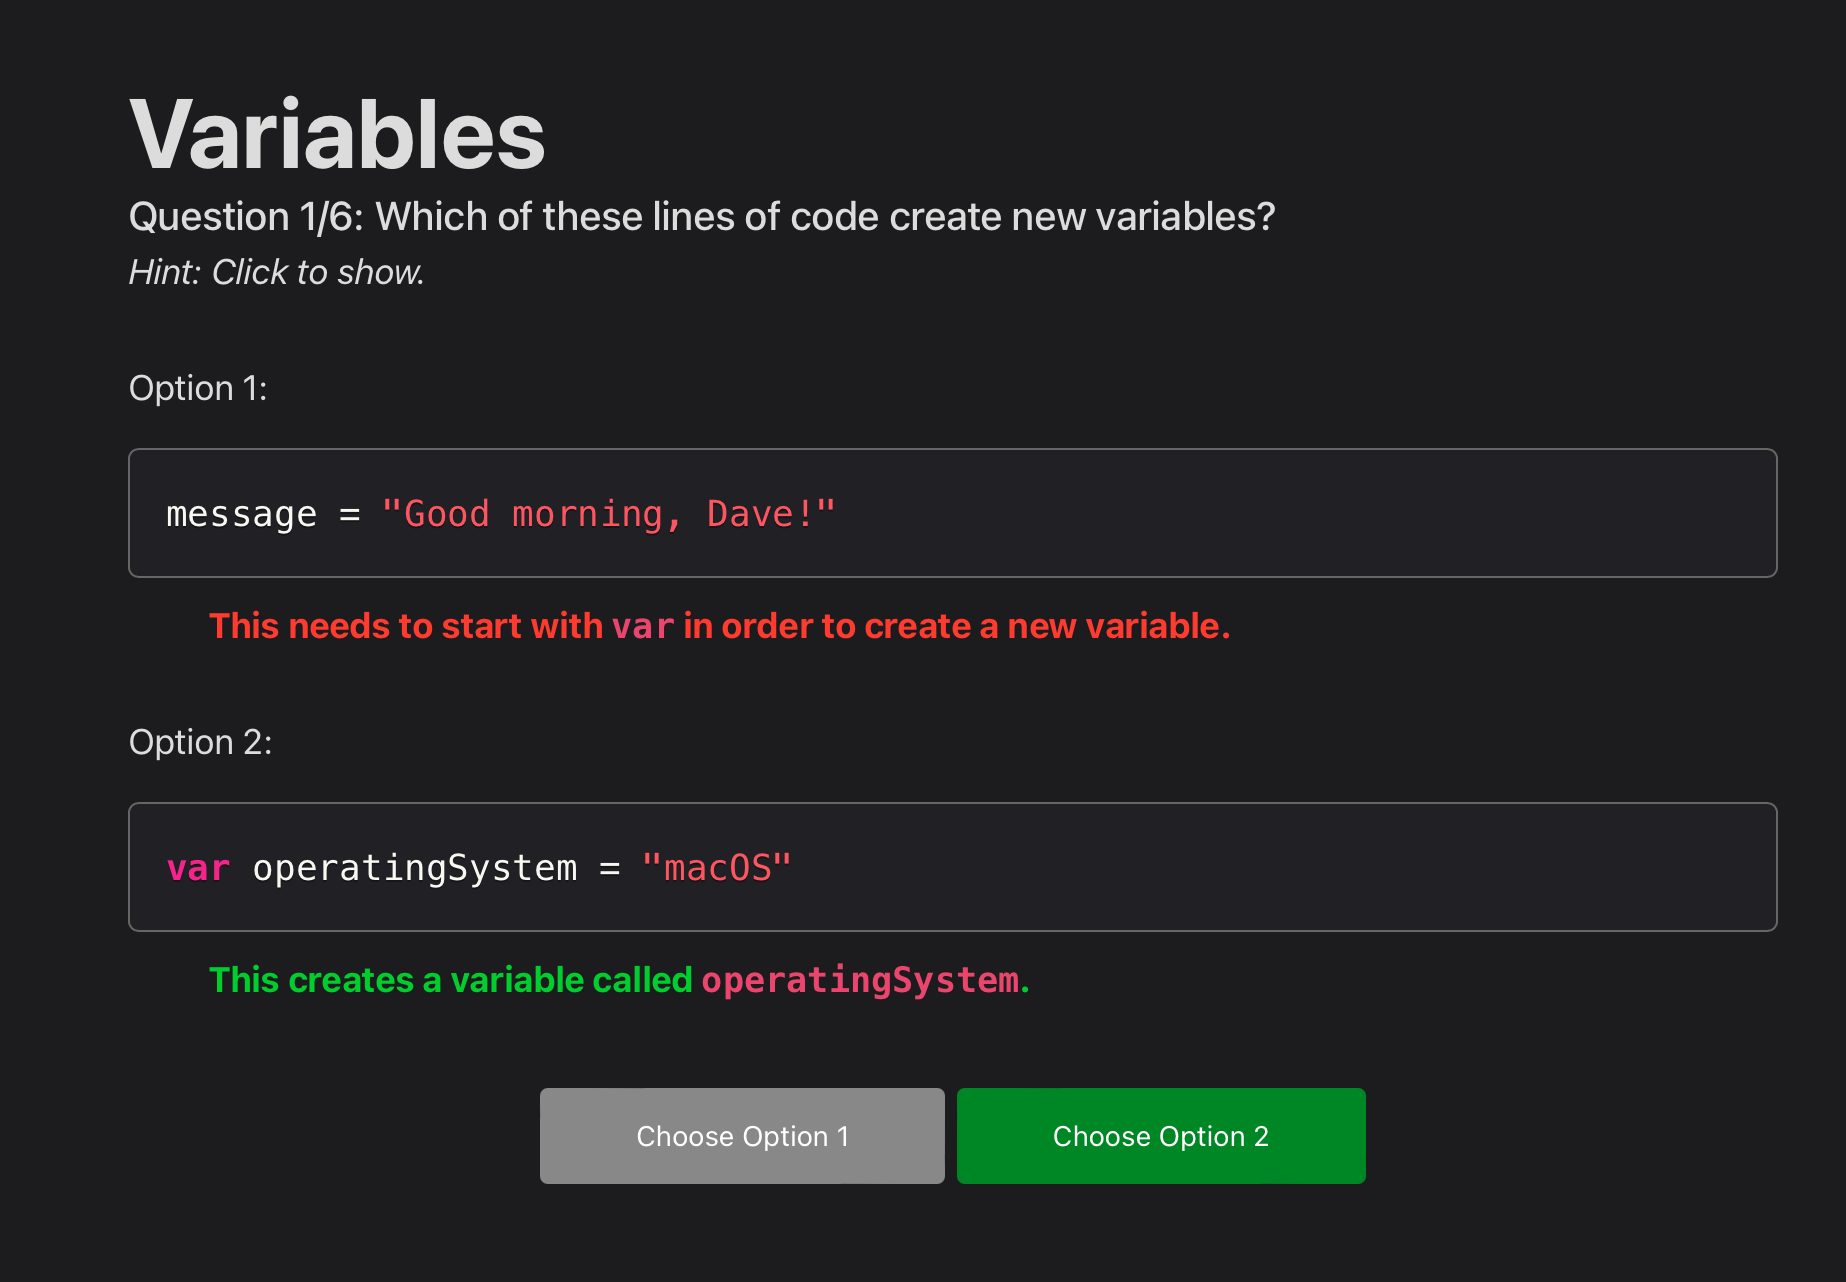 Variables
Question 1/6: Which of these lines of code create new variables?
Hint: Click to show.
Option 1:
message = "Good morning, Dave!"
This needs to start with var in order to create a new variable.
Option 2:
var operatingSystem = "macOS"
This creates a variable called operatingSystem.
Choose Option 1
Choose Option 2